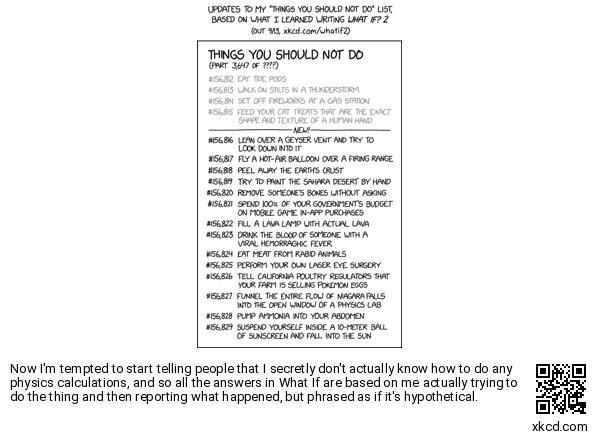 UPDATES TO MY "THINGS YOU SHOULD NOT DO" LIST,
BASED ON WHAT I LEARNED WRITING WHAT IF? 2
(OUT 9/13, xkcd.com/whatif2)
THINGS YOU SHOULD NOT DO
(PART 3,647 OF ????)
#156,812 EAT TIDE PODS
#156,813 WALK ON STILTS IN A THUNDERSTORM
#156,814 SET OFF FIREWORKS AT A GAS STATION
#156,815 FEED YOUR CAT TREATS THAT ARE THE EXACT
SHAPE AND TEXTURE OF A HUMAN HAND
NEW!
#156,816 LEAN OVER A GEYSER VENT AND TRY TO
LOOK DOWN INTO IT
#156,817 FLY A HOT-AIR BALLOON OVER A FIRING RANGE
#156,818 PEEL AWAY THE EARTH'S CRUST
#156,819 TRY TO PAINT THE SAHARA DESERT BY HAND
#156,820 REMOVE SOMEONE'S BONES WITHOUT ASKING
#156,821 SPEND 100% OF YOUR GOVERNMENT'S BUDGET
ON MOBILE GAME IN-APP PURCHASES
#156,822 FILL A LAVA LAMP WITH ACTUAL LAVA
#156,823 DRINK THE BLOOD OF SOMEONE WITH A
VIRAL HEMORRAGHIC FEVER
#156,824 EAT MEAT FROM RABID ANIMALS
#156,825 PERFORM YOUR OWN LASER EYE SURGERY
#156,826 TELL CALIFORNIA POULTRY REGULATORS THAT
YOUR FARM IS SELLING POKEMON EGGS
#156,827 FUNNEL THE ENTIRE FLOW OF NIAGARA FALLS
INTO THE OPEN WINDOW OF A PHYSICS LAB
#156,828 PUMP AMMONIA INTO YOUR ABDOMEN
#156,829 SUSPEND YOURSELF INSIDE A 10-METER BALL
OF SUNSCREEN AND FALL INTO THE SUN
Now I'm tempted to start telling people that I secretly don't actually know how to do any
physics calculations, and so all the answers in What If are based on me actually trying to
do the thing and then reporting what happened, but phrased as if it's hypothetical.
xkcd.com